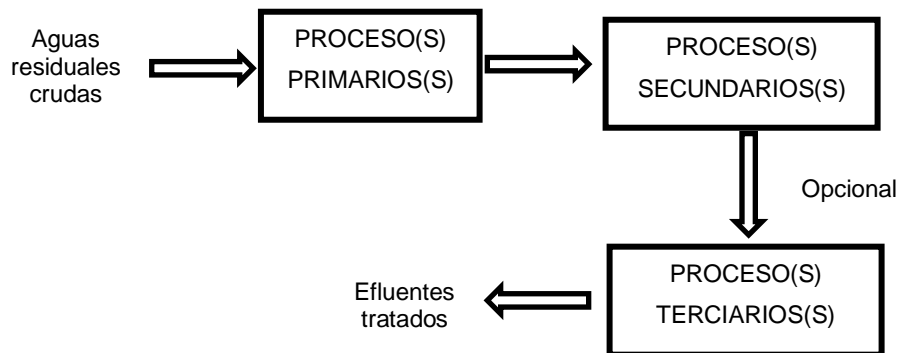 Aguas
residuales
crudas
PROCESO(S)
PRIMARIOS(S)
PROCESO(S)
SECUNDARIOS(S)
Opcional
PROCESO(S)
TERCIARIOS(S)
Efluentes
tratados